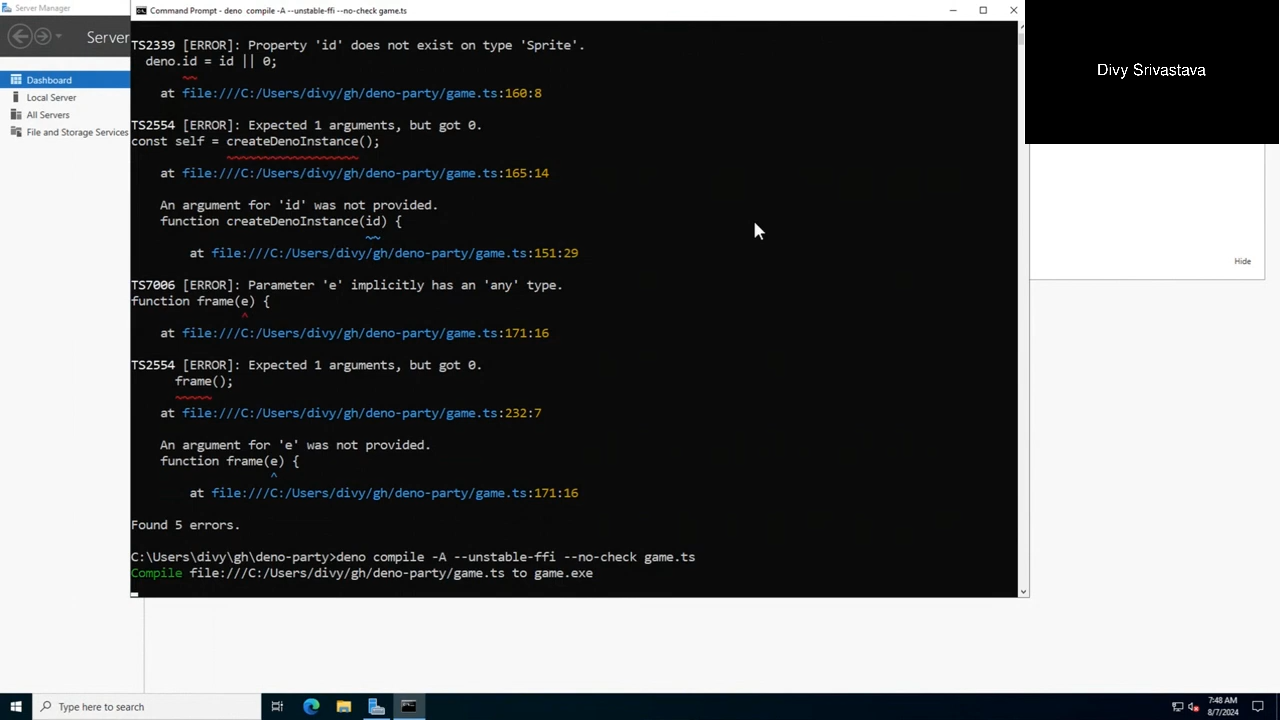 Server Manager
Command Prompt - deno compile -A --unstable-ffi --no-check game.ts
Divy Srivastava
Server
Dashboard
Local Server
All Servers
File and Storage Services
TS2339 [ERROR]: Property 'id' does not exist on type 'Sprite'.
deno.id = id || 0;
at file:///C:/Users/divy/gh/deno-party/game.ts:160:8
TS2554 [ERROR]: Expected 1 arguments, but got 0.
const self = createDenoInstance();
at file:///C:/Users/divy/gh/deno-party/game.ts:165:14
An argument for 'id' was not provided.
function createDenoInstance(id) {
at file:///C:/Users/divy/gh/deno-party/game.ts:151:29
Hide
TS7006 [ERROR]: Parameter 'e' implicitly has an 'any' type.
function frame(e) {
at file:///C:/Users/divy/gh/deno-party/game.ts:171:16
TS2554 [ERROR]: Expected 1 arguments, but got 0.
frame();
at file:///C:/Users/divy/gh/deno-party/game.ts:232:7
An argument for 'e' was not provided.
function frame(e) {
at file:///C:/Users/divy/gh/deno-party/game.ts:171:16
Found 5 errors.
C:\Users\divy\gh\deno-party>deno compile -A --unstable-ffi --no-check game.ts
Compile file:///C:/Users/divy/gh/deno-party/game.ts to game.exe
Type here to search
7:48 AM
8/7/2024